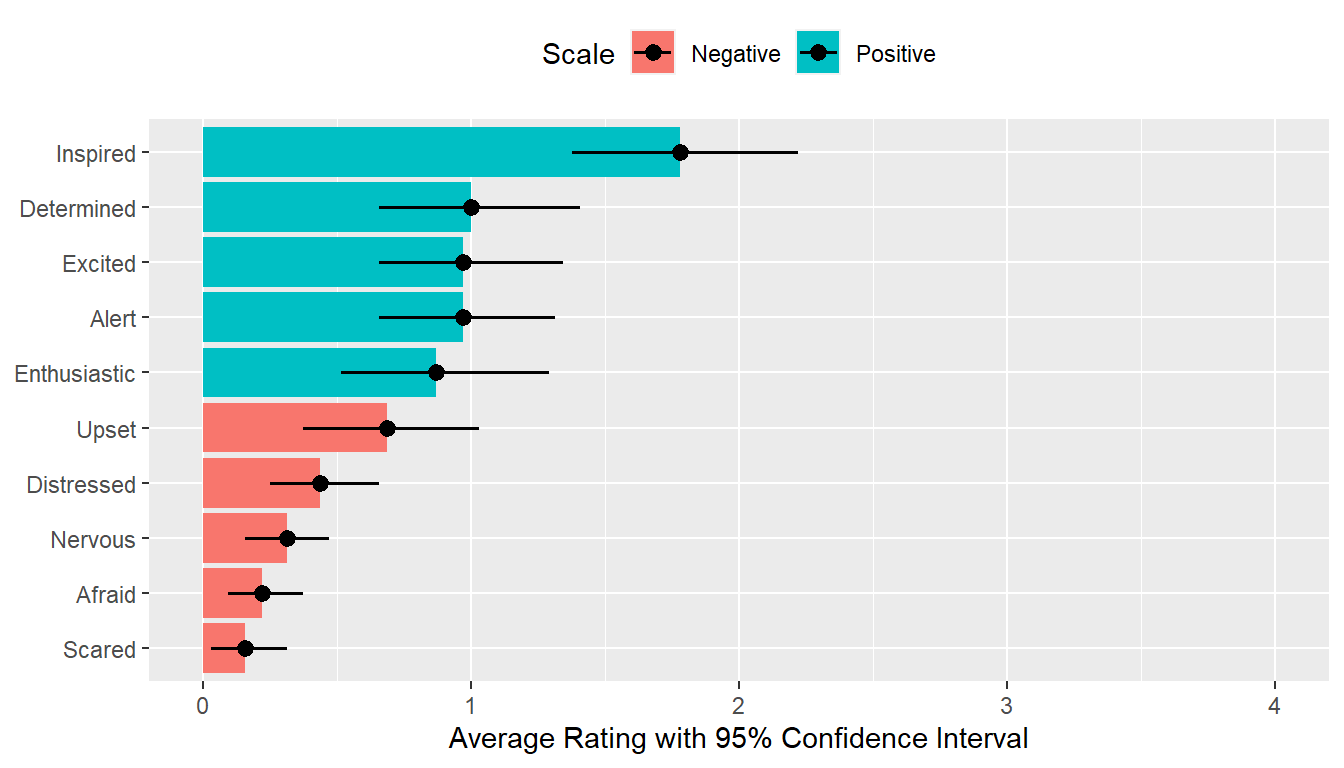 Scale Negative Positive
Inspired
Determined
Excited
Alert
Enthusiastic
Upset
Distressed
Nervous
Afraid
Scared
0 1 2 3 4
Average Rating with 95% Confidence Interval